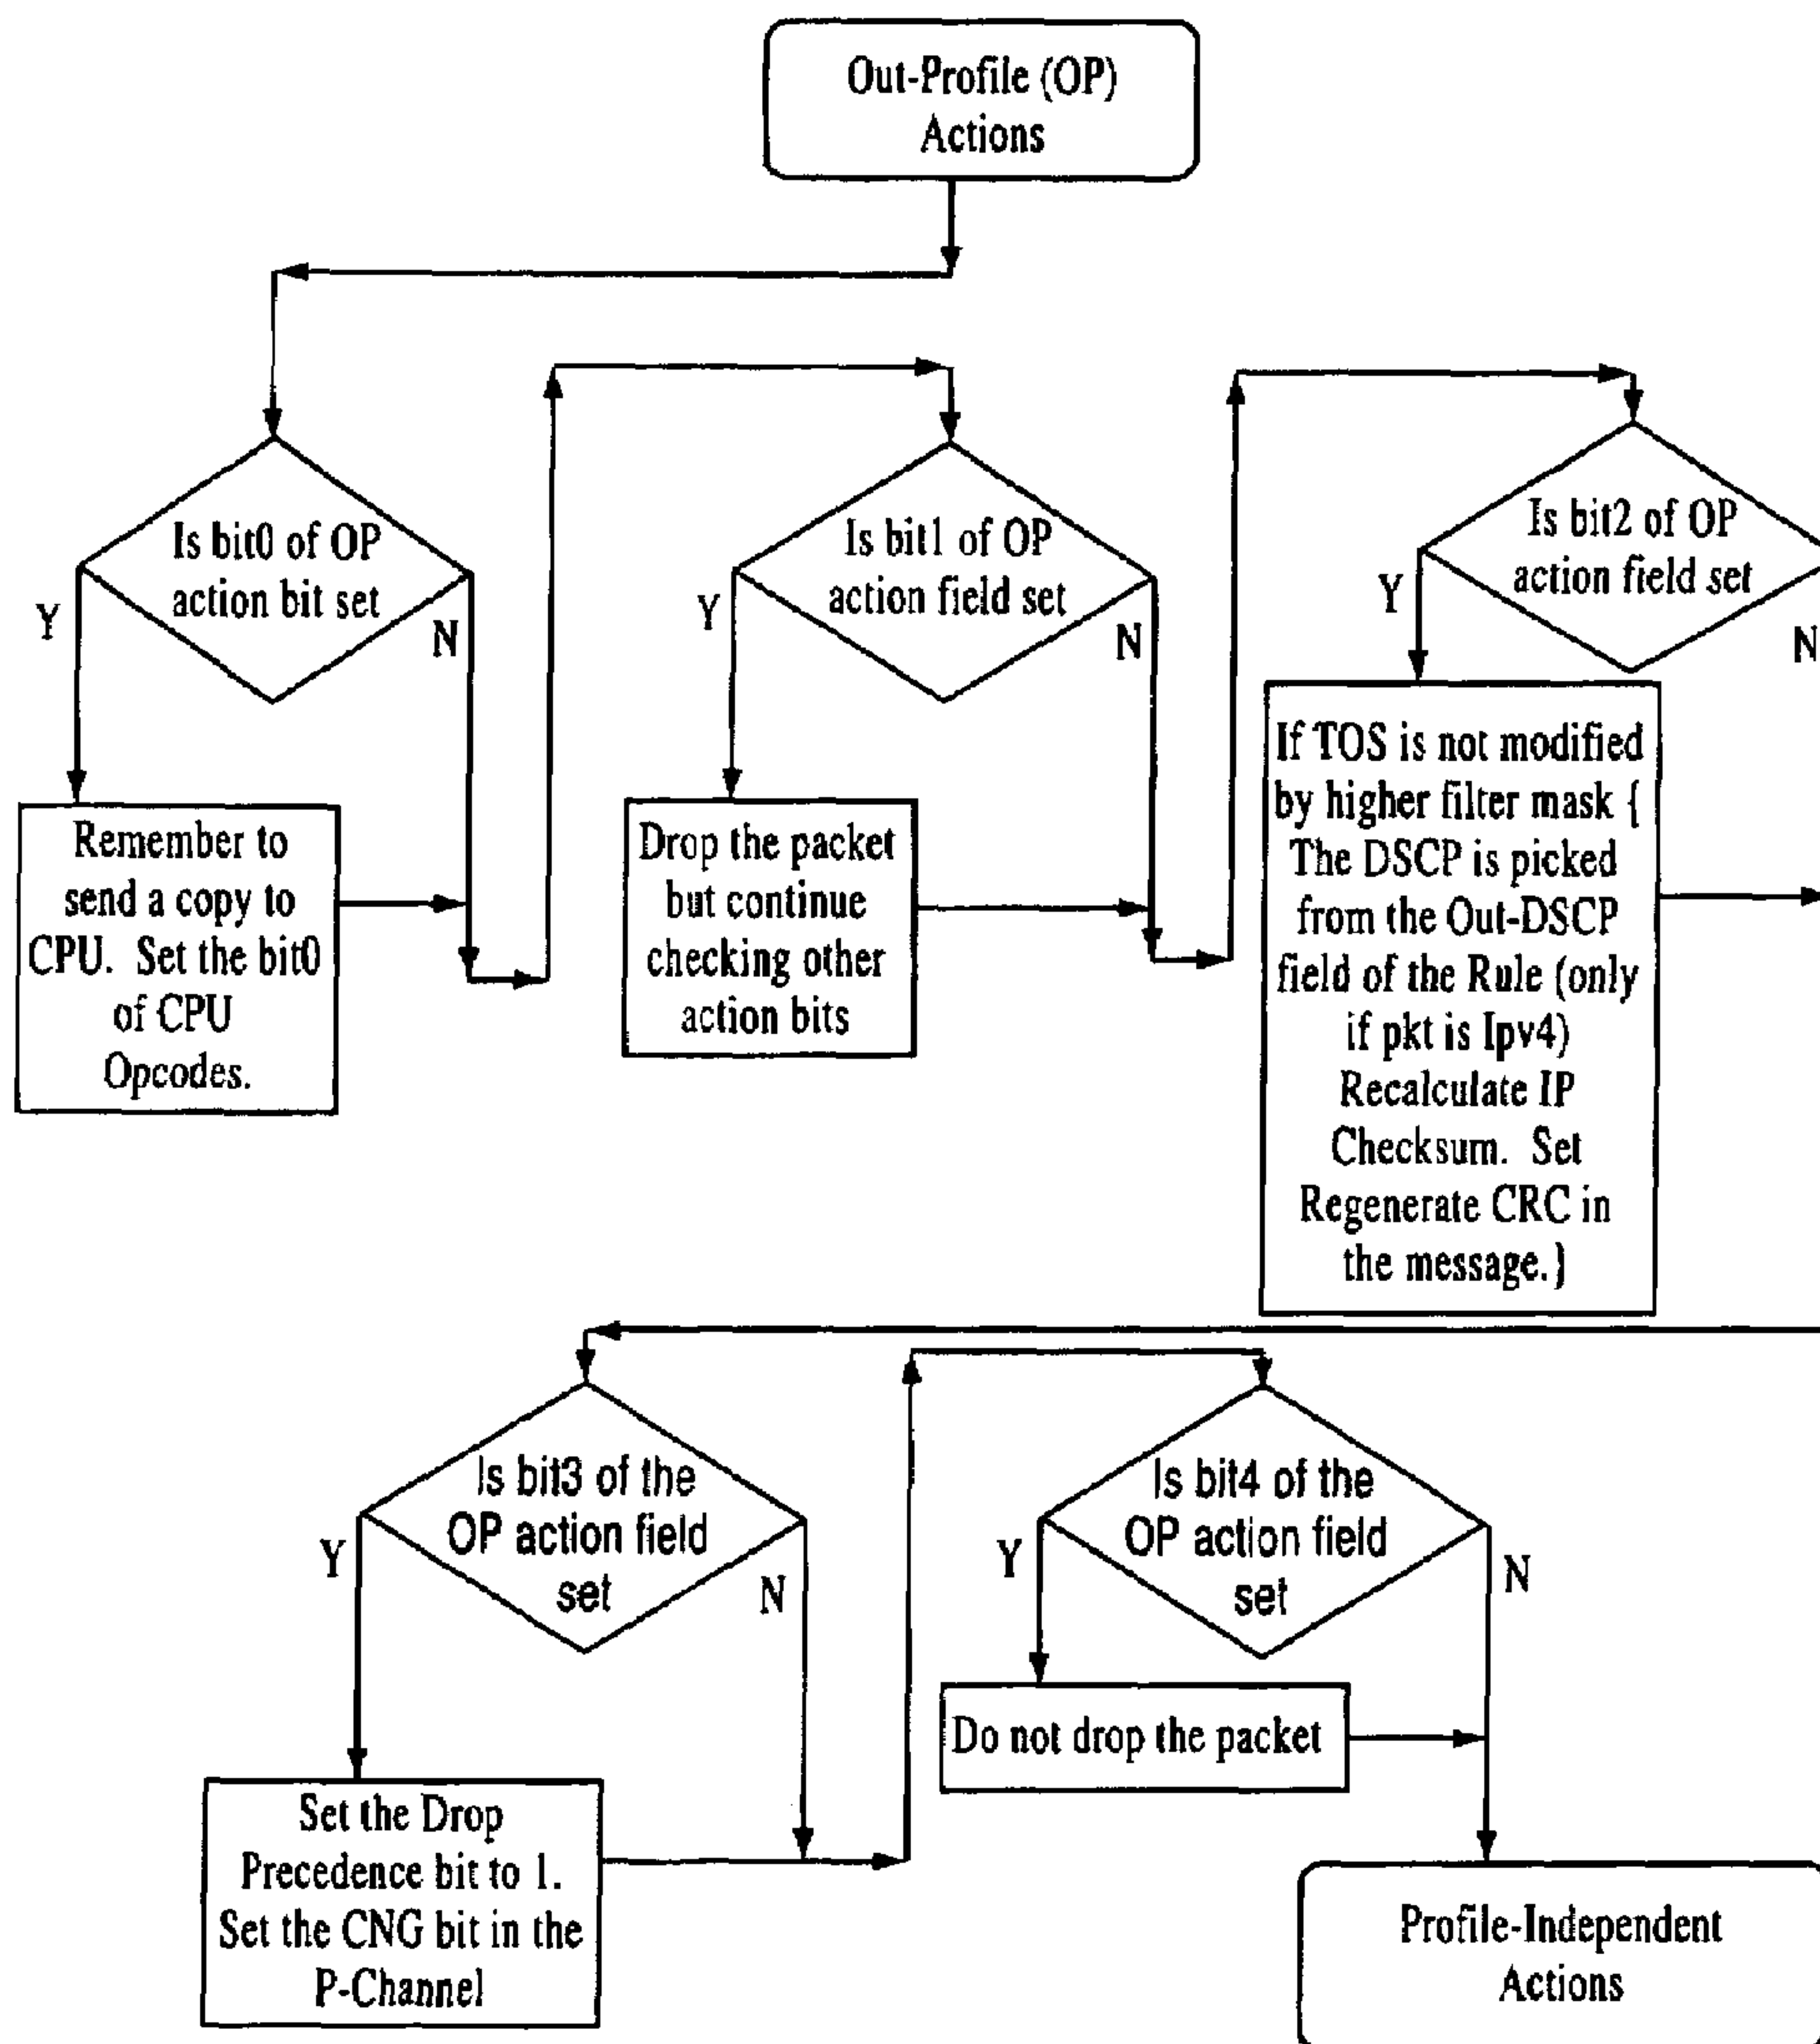 Out-Profile (OP)
Actions
Is bit0 of OP
action bit set
Y
N
Is bit1 of OP
action field set
Y
N
Is bit2 of OP
action field set
Y
N
Remember to
send a copy to
CPU. Set the bit0
of CPU
Opcodes.
Drop the packet
but continue
checking other
action bits
If TOS is not modified
by higher filter mask {
The DSCP is picked
from the Out-DSCP
field of the Rule (only
if pkt is Ipv4)
Recalculate IP
Checksum. Set
Regenerate CRC in
the message.}
Is bit3 of the
OP action field
set
Y
N
Is bit4 of the
OP action field
set
Y
N
Set the Drop
Precedence bit to 1.
Set the CNG bit in the
P-Channel
Do not drop the packet
Profile-Independent
Actions